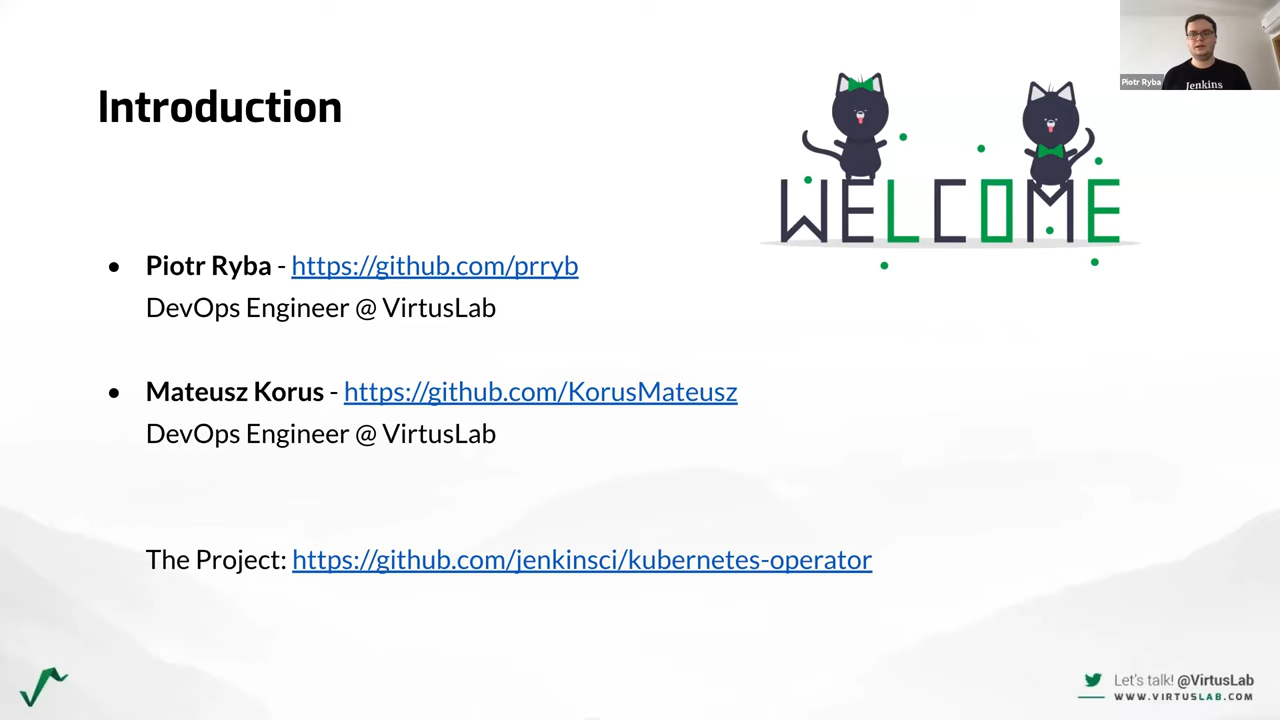 Introduction
WELCOME
Piotr Ryba
Jenkins
Piotr Ryba - https://github.com/prryb
DevOps Engineer @ VirtusLab
Mateusz Korus - https://github.com/KorusMateusz
DevOps Engineer @ VirtusLab
The Project: https://github.com/jenkinsci/kubernetes-operator
Let's talk! @VirtusLab
WWW.VIRTUSLAB.COM